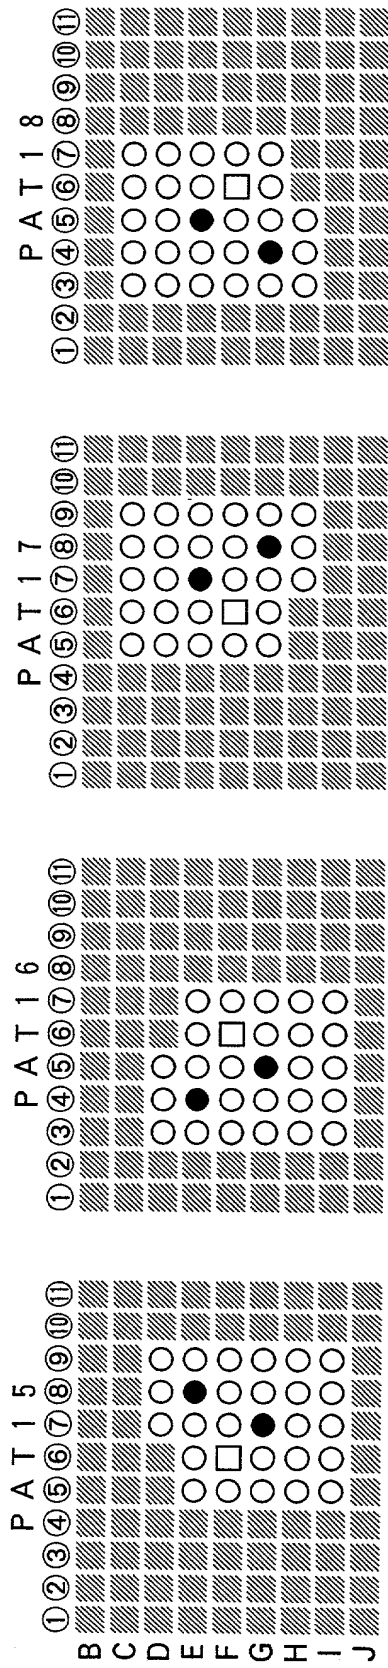 PAT15
①②③④⑤⑥⑦⑧⑨⑩⑪
B
C
D
E
F
G
H
I
J
PAT16
①②③④⑤⑥⑦⑧⑨⑩⑪
PAT17
①②③④⑤⑥⑦⑧⑨⑩⑪
PAT18
①②③④⑤⑥⑦⑧⑨⑩⑪